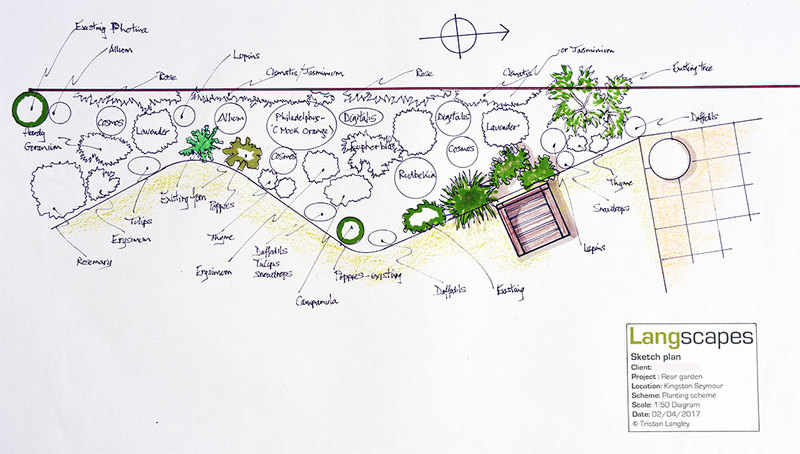 Existing Photinia
Allium
Lupins
Rose
Clematis/Jasminium
Rose
Clematis
or Jasminium
Existing tree
Hardy
Geranium
Cosmos
Lavender
Allium
Philadelphus-
(Mock Orange)
Digitalis
Digitalis
Lavender
Daffodils
Cosmos
Euphorbia
Cosmos
Rudbekia
Thyme
Snowdrops
Lupins
Tulips
Erysimum
Rosemary
Existing fern
Poppies
Thyme
Erysimum
Daffodils
Tulips
Snowdrops
Campanula
Poppies - existing
Daffodils
Existing
Langscapes
Sketch plan
Client:
Project : Rear garden
Location: Kingston Seymour
Scheme: Planting scheme
Scale: 1:50 Diagram
Date: 02/04/2017
© Tristan Langley